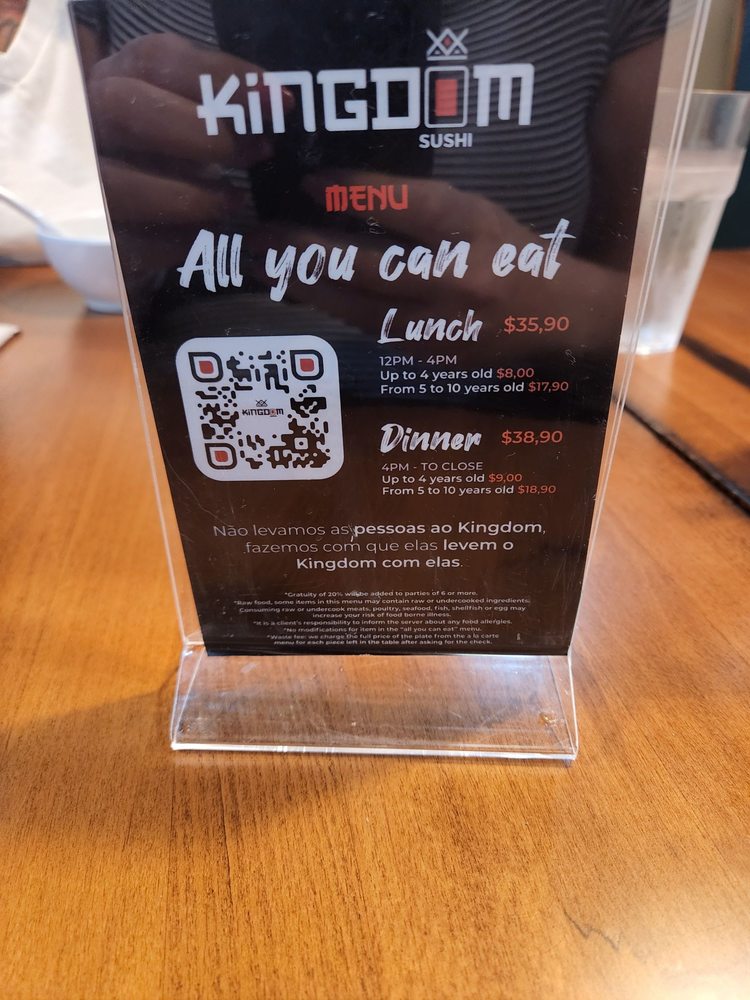 KiNGDOM
SUSHI
MENU
All you can eat
Lunch $35,90
12PM - 4PM
Up to 4 years old $8,00
From 5 to 10 years old $17,90
KiNGDOM
Dinner $38,90
4PM - TO CLOSE
Up to 4 years old $9,00
From 5 to 10 years old $18,90
Não levamos as pessoas ao Kingdom,
fazemos com que elas levem o
Kingdom com elas.
*Gratuity of 20% will be added to parties of 6 or more.
*Raw food, some items in this menu may contain raw or undercooked ingredients;
Consuming raw or undercook meats, poultry, seafood, fish, shellfish or egg may
increase your risk of food borne illness.
*It is a client's responsibility to inform the server about any food allergies.
*No modifications for item in the "all you can eat" menu.
*Waste fee: we charge the full price of the plate from the a la carte
menu for each piece left in the table after asking for the check.